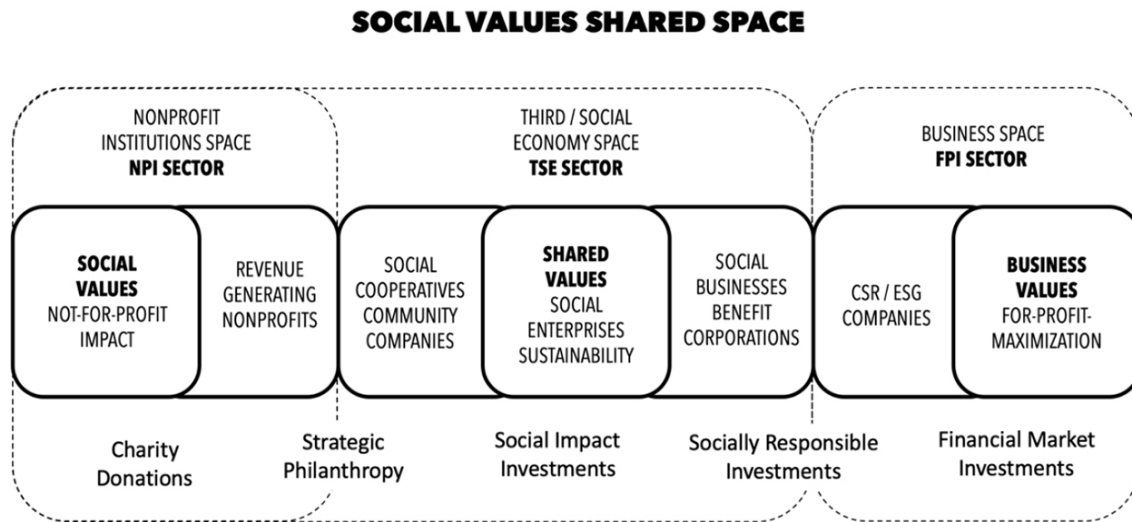 SOCIAL VALUES SHARED SPACE
NONPROFIT
INSTITUTIONS SPACE
NPI SECTOR
THIRD / SOCIAL
ECONOMY SPACE
TSE SECTOR
BUSINESS SPACE
FPI SECTOR
SOCIAL
VALUES
NOT-FOR-PROFIT
IMPACT
REVENUE
GENERATING
NONPROFITS
SOCIAL
COOPERATIVES
COMMUNITY
COMPANIES
SHARED
VALUES
SOCIAL
ENTERPRISES
SUSTAINABILITY
SOCIAL
BUSINESSES
BENEFIT
CORPORATIONS
CSR / ESG
COMPANIES
BUSINESS
VALUES
FOR-PROFIT-
MAXIMIZATION
Charity
Donations
Strategic
Philanthropy
Social Impact
Investments
Socially Responsible
Investments
Financial Market
Investments